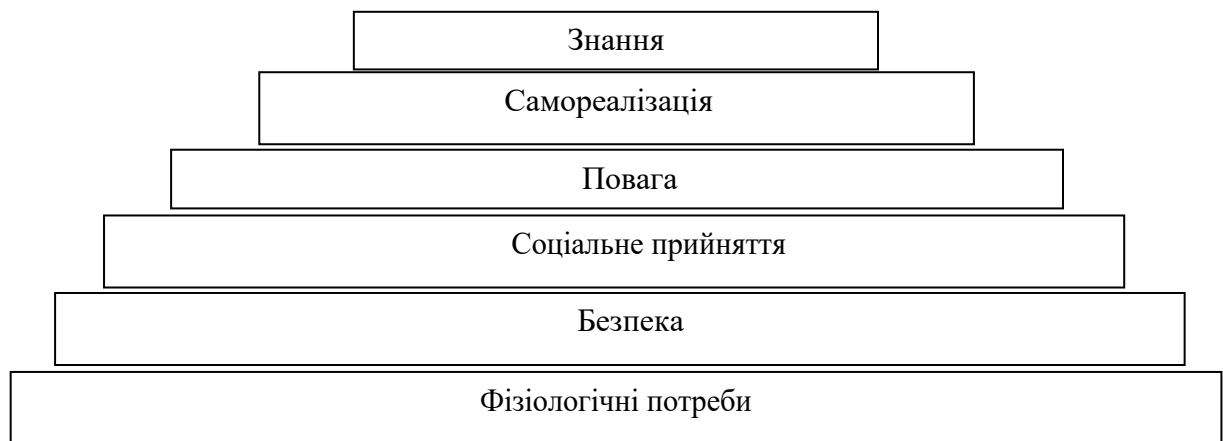 Знання
Самореалізація
Повага
Соціальне прийняття
Безпека
Фізіологічні потреби